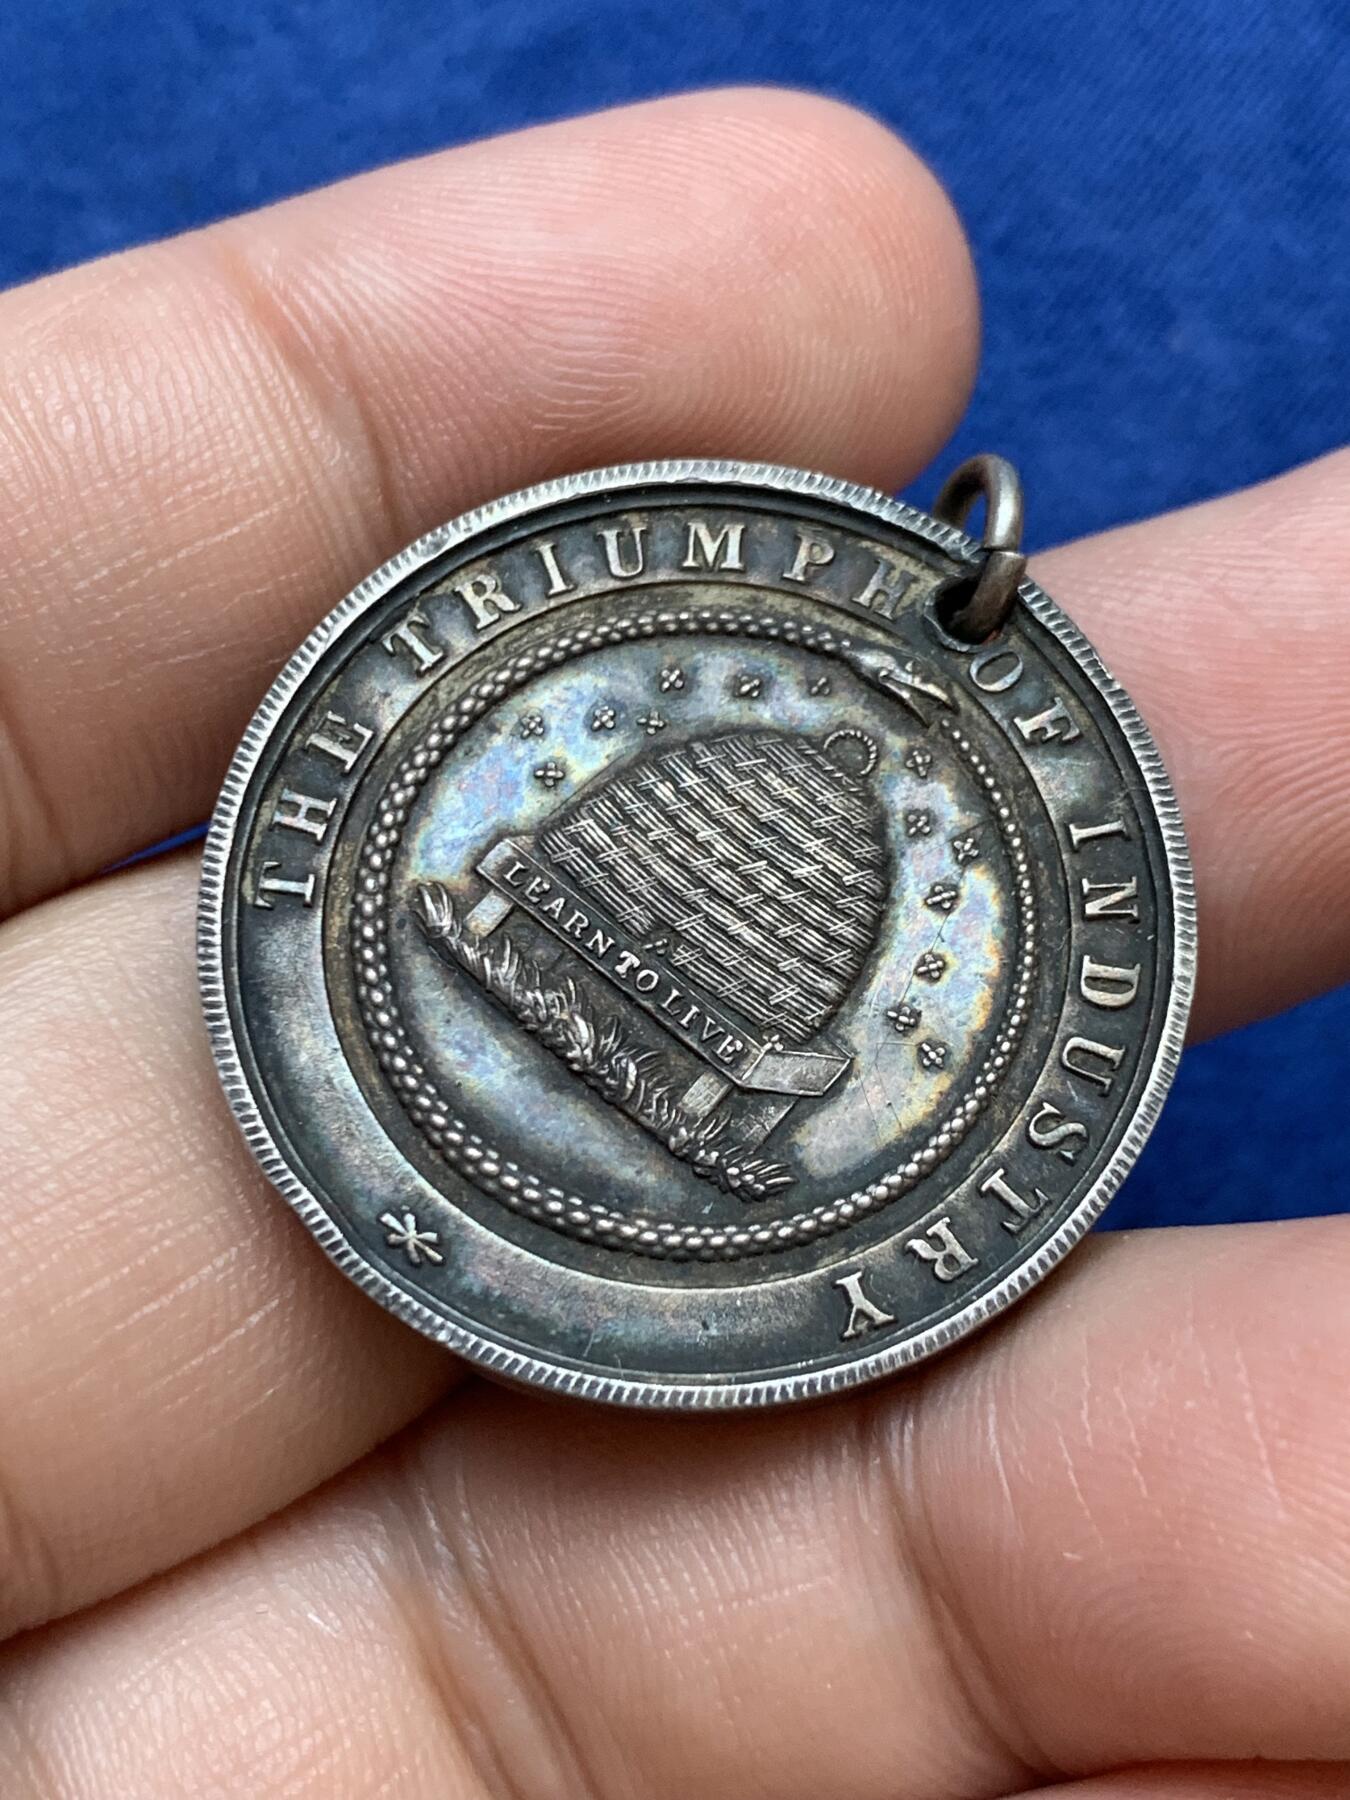 THE TRIUMPH OF INDUSTRY
LEARN TO LIVE